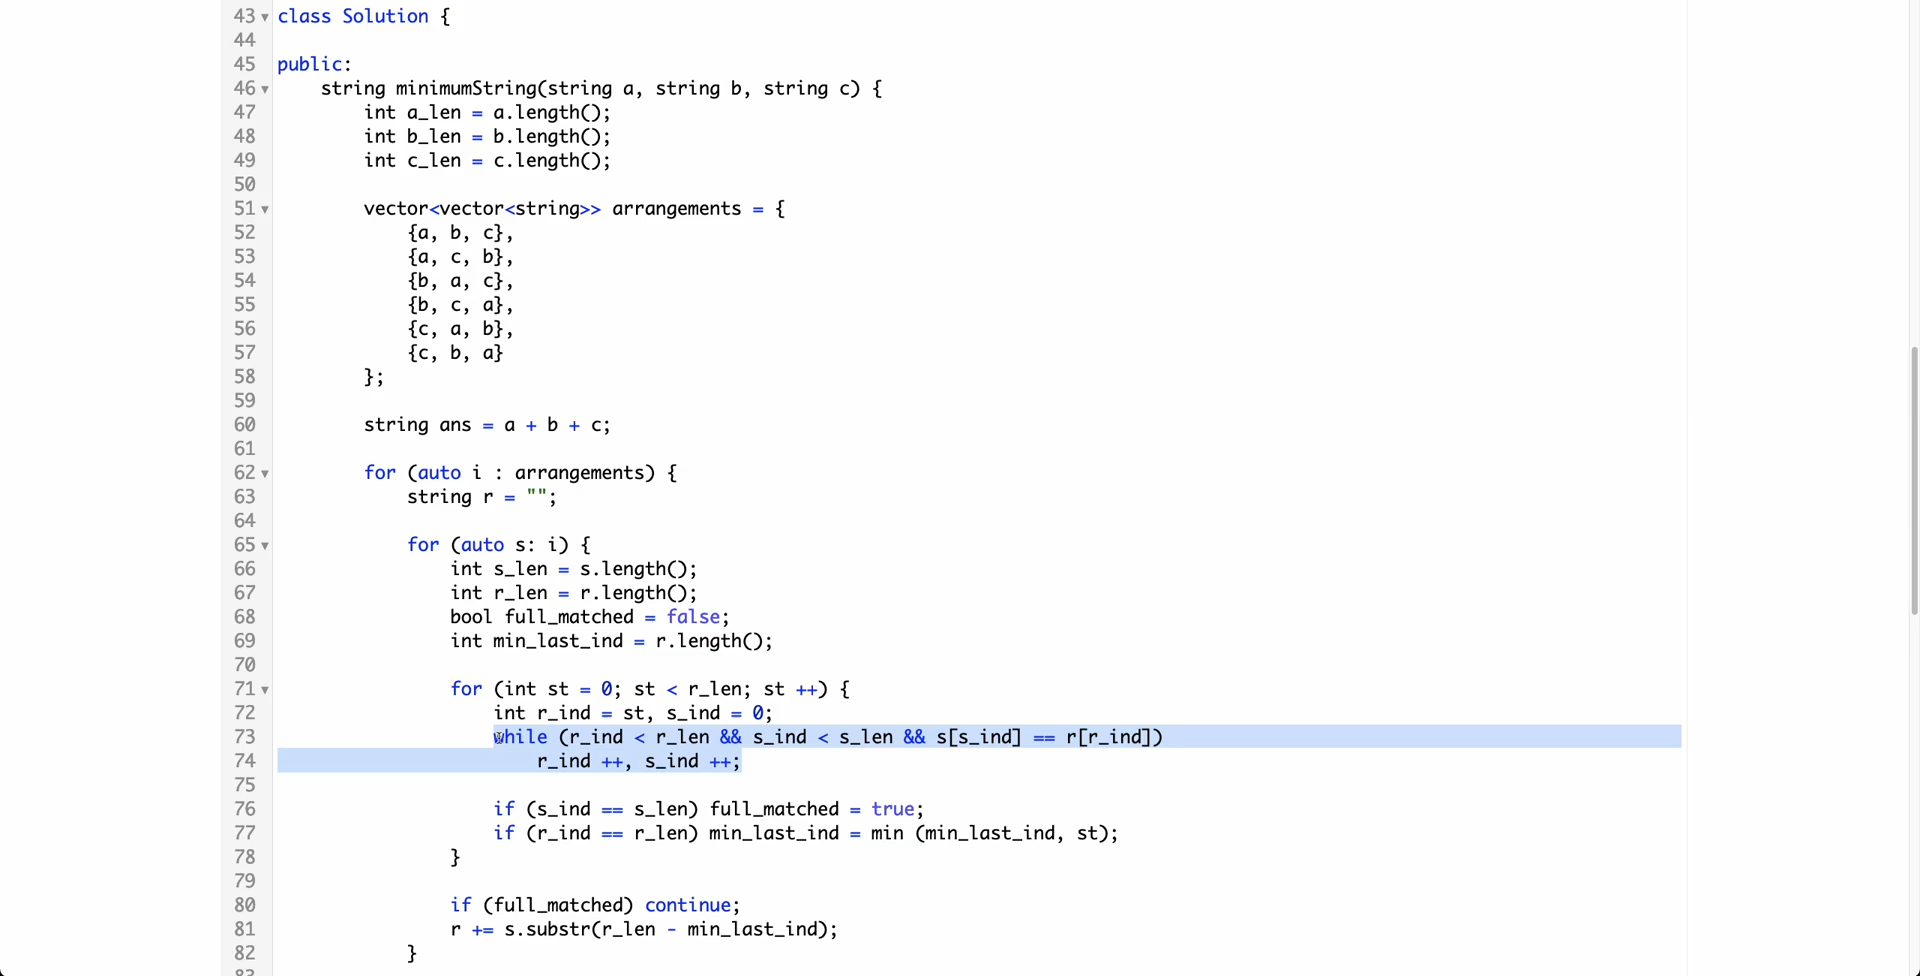 43 class Solution {
44
45 public:
46 string minimumString(string a, string b, string c) {
47 int a_len = a.length();
48 int b_len = b.length();
49 int c_len = c.length();
50
51 vector<vector<string>> arrangements = {
52 {a, b, c},
53 {a, c, b},
54 {b, a, c},
55 {b, c, a},
56 {c, a, b},
57 {c, b, a}
58 };
59
60 string ans = a + b + c;
61
62 for (auto i : arrangements) {
63 string r = "";
64
65 for (auto s: i) {
66 int s_len = s.length();
67 int r_len = r.length();
68 bool full_matched = false;
69 int min_last_ind = r.length();
70
71 for (int st = 0; st < r_len; st ++) {
72 int r_ind = st, s_ind = 0;
73 while (r_ind < r_len && s_ind < s_len && s[s_ind] == r[r_ind])
74 r_ind ++, s_ind ++;
75
76 if (s_ind == s_len) full_matched = true;
77 if (r_ind == r_len) min_last_ind = min (min_last_ind, st);
78 }
79
80 if (full_matched) continue;
81 r += s.substr(r_len - min_last_ind);
82 }